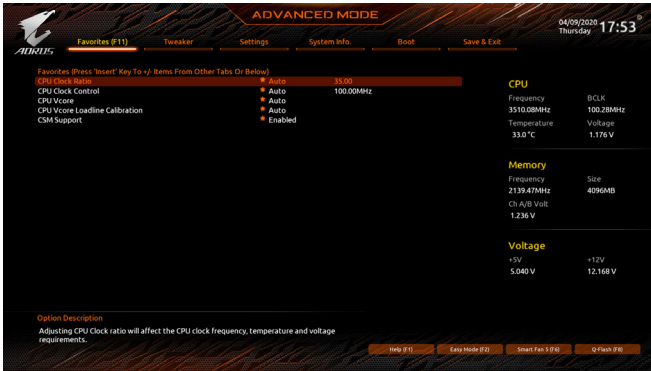 ADVANCED MODE
04/09/2020 Thursday 17:53
AORUS
Favorites (F11) Tweaker Settings System Info. Boot Save & Exit
Favorites (Press 'Insert' Key To +/- Items From Other Tabs Or Below)
CPU Clock Ratio Auto 35.00
CPU Clock Control Auto 100.00MHz
CPU Vcore Auto
CPU Vcore Loadline Calibration Auto
CSM Support Enabled
CPU
Frequency BCLK
3510.08MHz 100.28MHz
Temperature Voltage
33.0 °C 1.176 V
Memory
Frequency Size
2139.47MHz 4096MB
Ch A/B Volt
1.236 V
Voltage
+5V +12V
5.040 V 12.168 V
Option Description
Adjusting CPU Clock ratio will affect the CPU clock frequency, temperature and voltage
requirements.
Help (F1) Easy Mode (F2) Smart Fan 5 (F6) Q-Flash (F8)